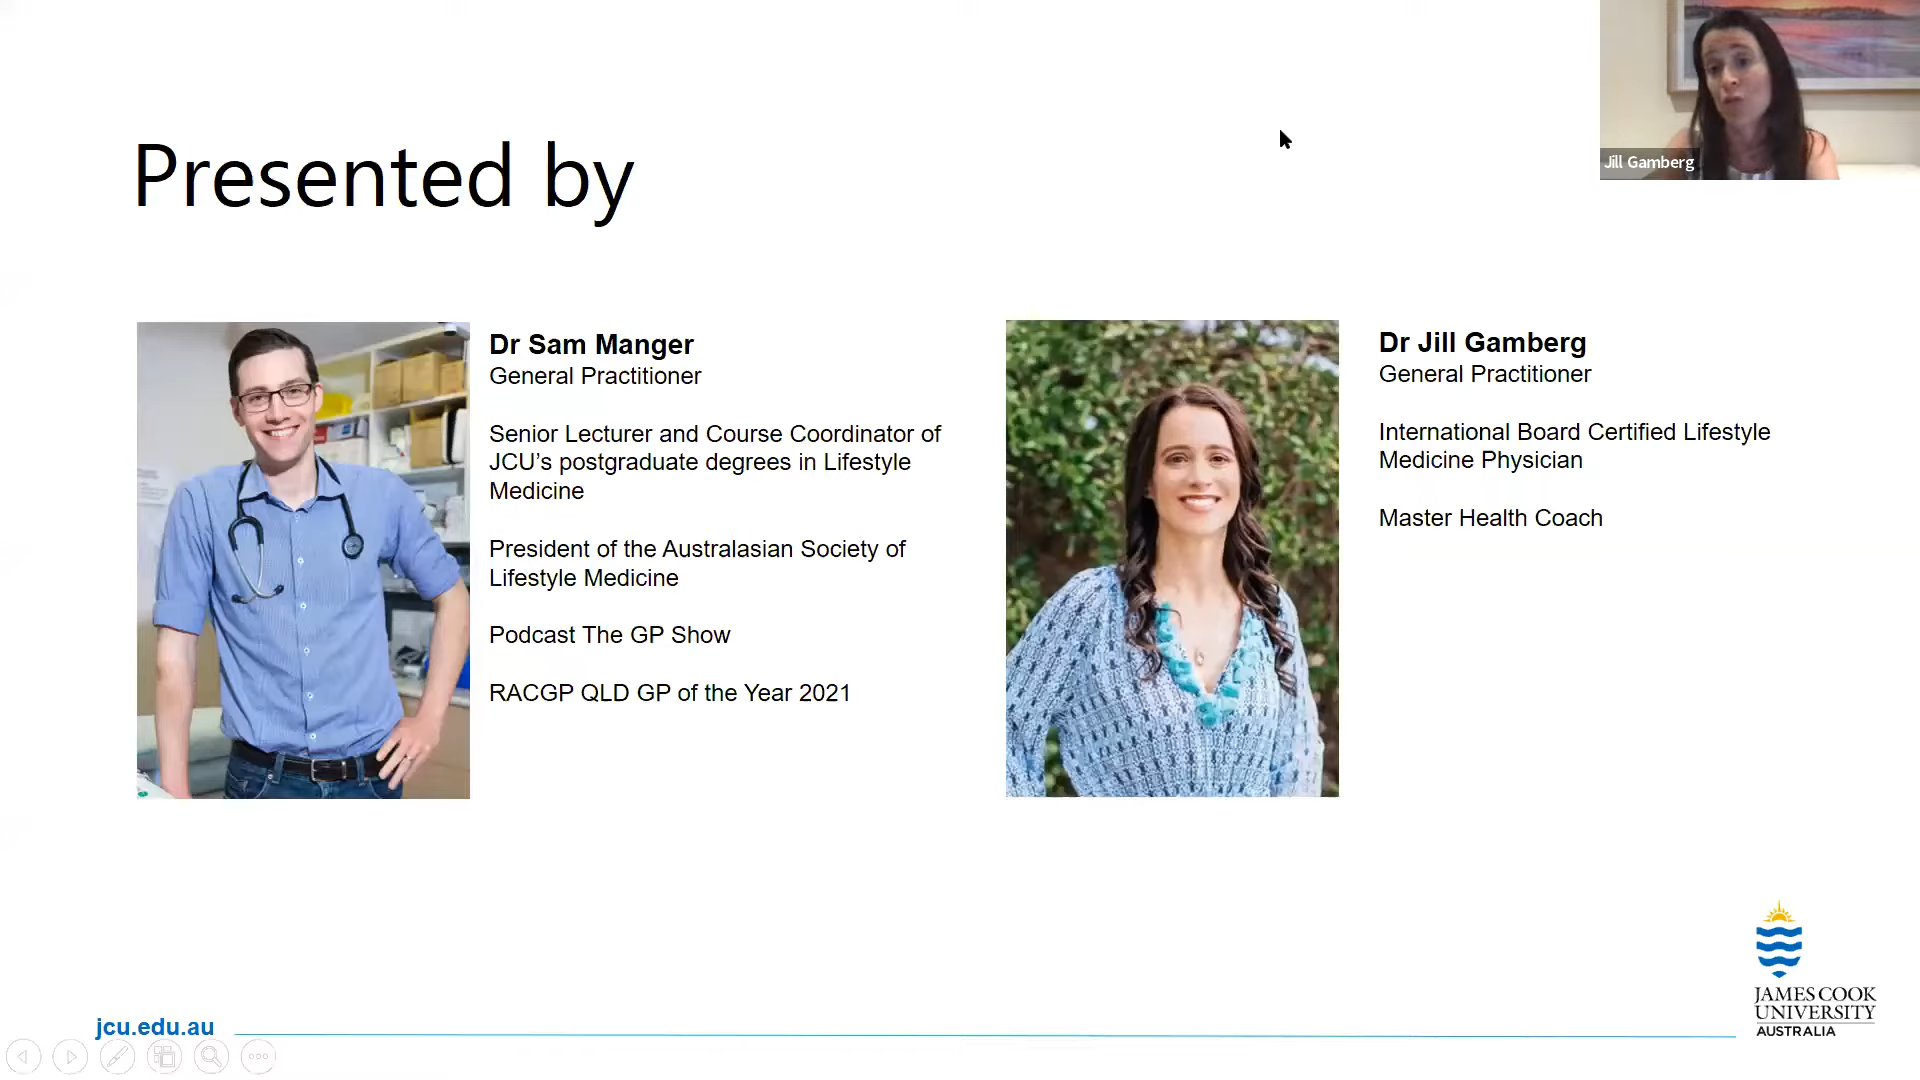 Jill Gamberg
Presented by
Dr Sam Manger
General Practitioner
Senior Lecturer and Course Coordinator of
JCU’s postgraduate degrees in Lifestyle
Medicine
President of the Australasian Society of
Lifestyle Medicine
Podcast The GP Show
RACGP QLD GP of the Year 2021
Dr Jill Gamberg
General Practitioner
International Board Certified Lifestyle
Medicine Physician
Master Health Coach
JAMES COOK
UNIVERSITY
AUSTRALIA
jcu.edu.au